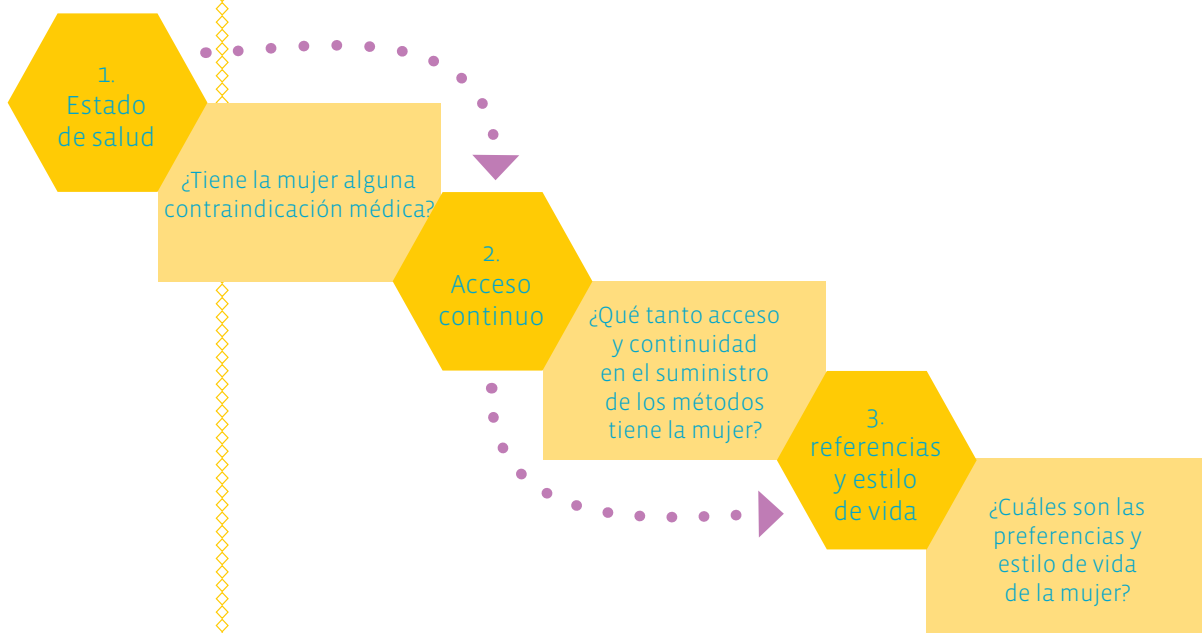 1.
Estado
de salud
¿Tiene la mujer alguna
contraindicación médica?
2.
Acceso
continuo
¿Qué tanto acceso
y continuidad
en el suministro
de los métodos
tiene la mujer?
3.
referencias
y estilo
de vida
¿Cuáles son las
preferencias y
estilo de vida
de la mujer?